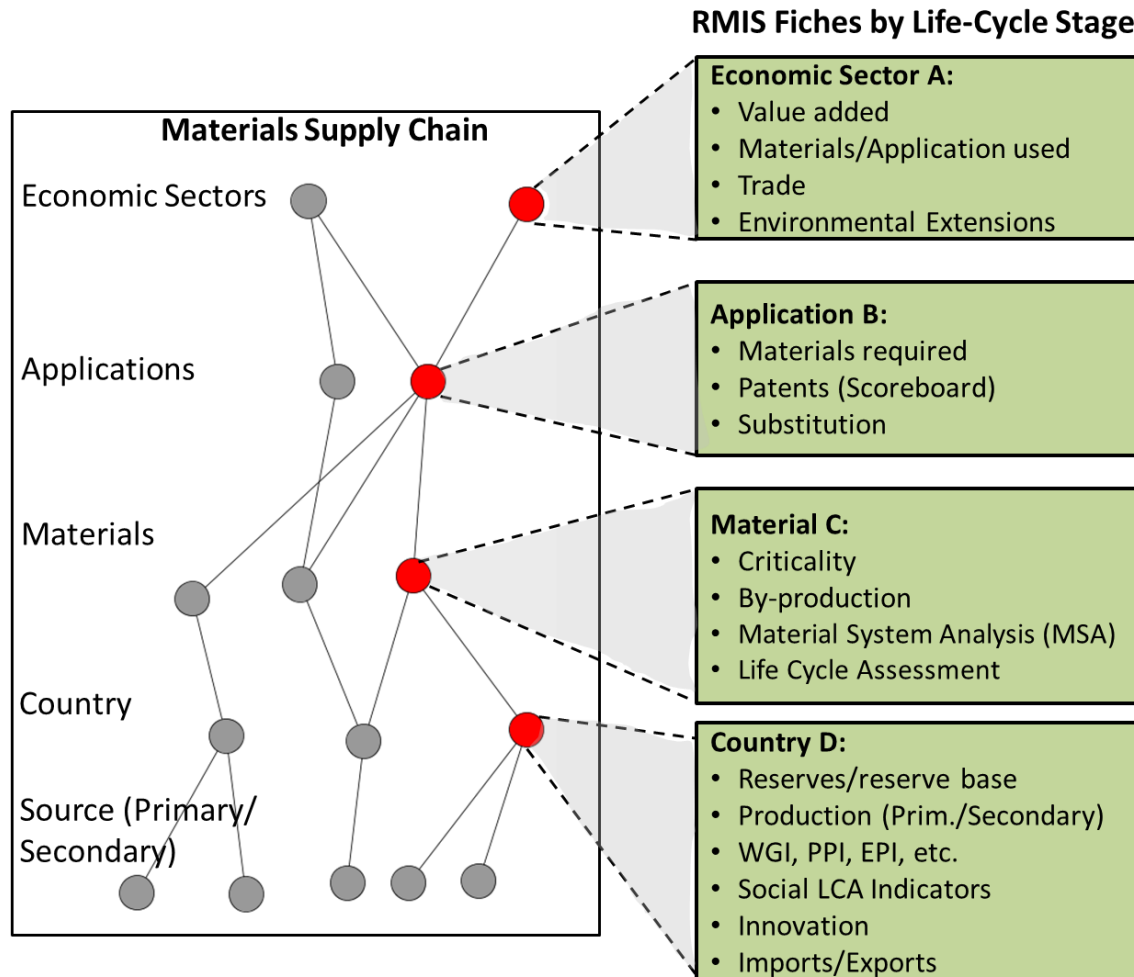 RMIS Fiches by Life-Cycle Stage
Materials Supply Chain
Economic Sectors
Applications
Materials
Country
Source (Primary/
Secondary)
Economic Sector A:
• Value added
• Materials/Application used
• Trade
• Environmental Extensions
Application B:
• Materials required
• Patents (Scoreboard)
• Substitution
Material C:
• Criticality
• By-production
• Material System Analysis (MSA)
• Life Cycle Assessment
Country D:
• Reserves/reserve base
• Production (Prim./Secondary)
• WGI, PPI, EPI, etc.
• Social LCA Indicators
• Innovation
• Imports/Exports